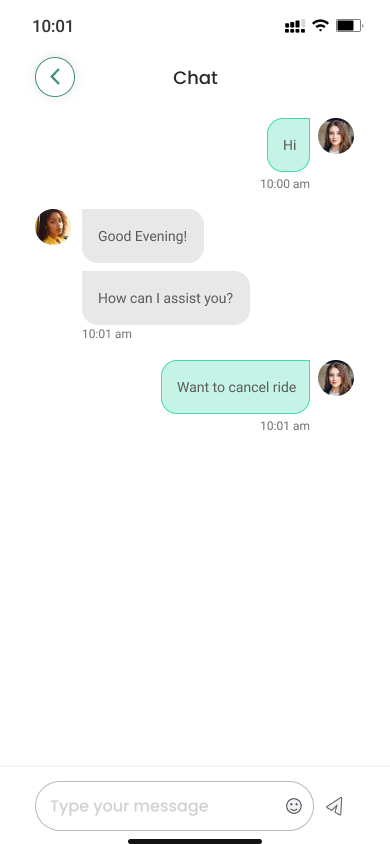 10:01
Chat
Hi
10:00 am
Good Evening!
How can I assist you?
10:01 am
Want to cancel ride
10:01 am
Type your message